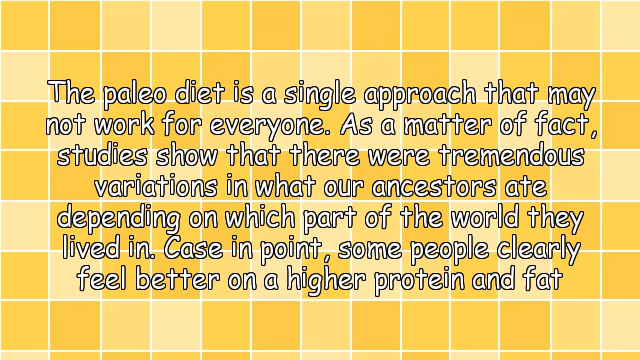 The paleo diet is a single approach that may
not work for everyone. As a matter of fact,
studies show that there were tremendous
variations in what our ancestors ate
depending on which part of the world they
lived in. Case in point, some people clearly
feel better on a higher protein and fat